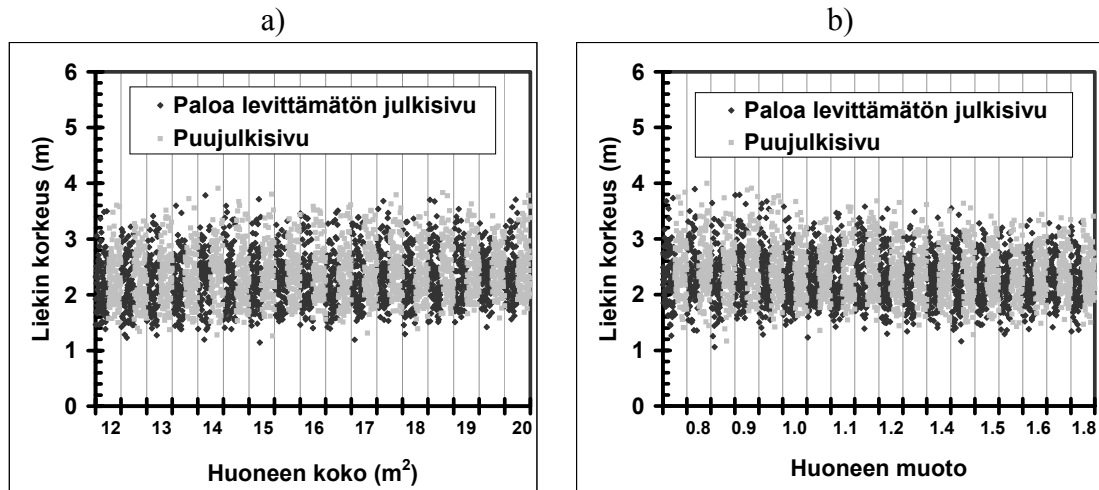 a)
6
5
4
3
2
1
0
Liekin korkeus (m)
Paloa levittämätön julkisivu
Puujulkisivu
12 13 14 15 16 17 18 19 20
Huoneen koko (m²)
b)
6
5
4
3
2
1
0
Liekin korkeus (m)
Paloa levittämätön julkisivu
Puujulkisivu
0.8 0.9 1.0 1.1 1.2 1.4 1.5 1.6 1.8
Huoneen muoto